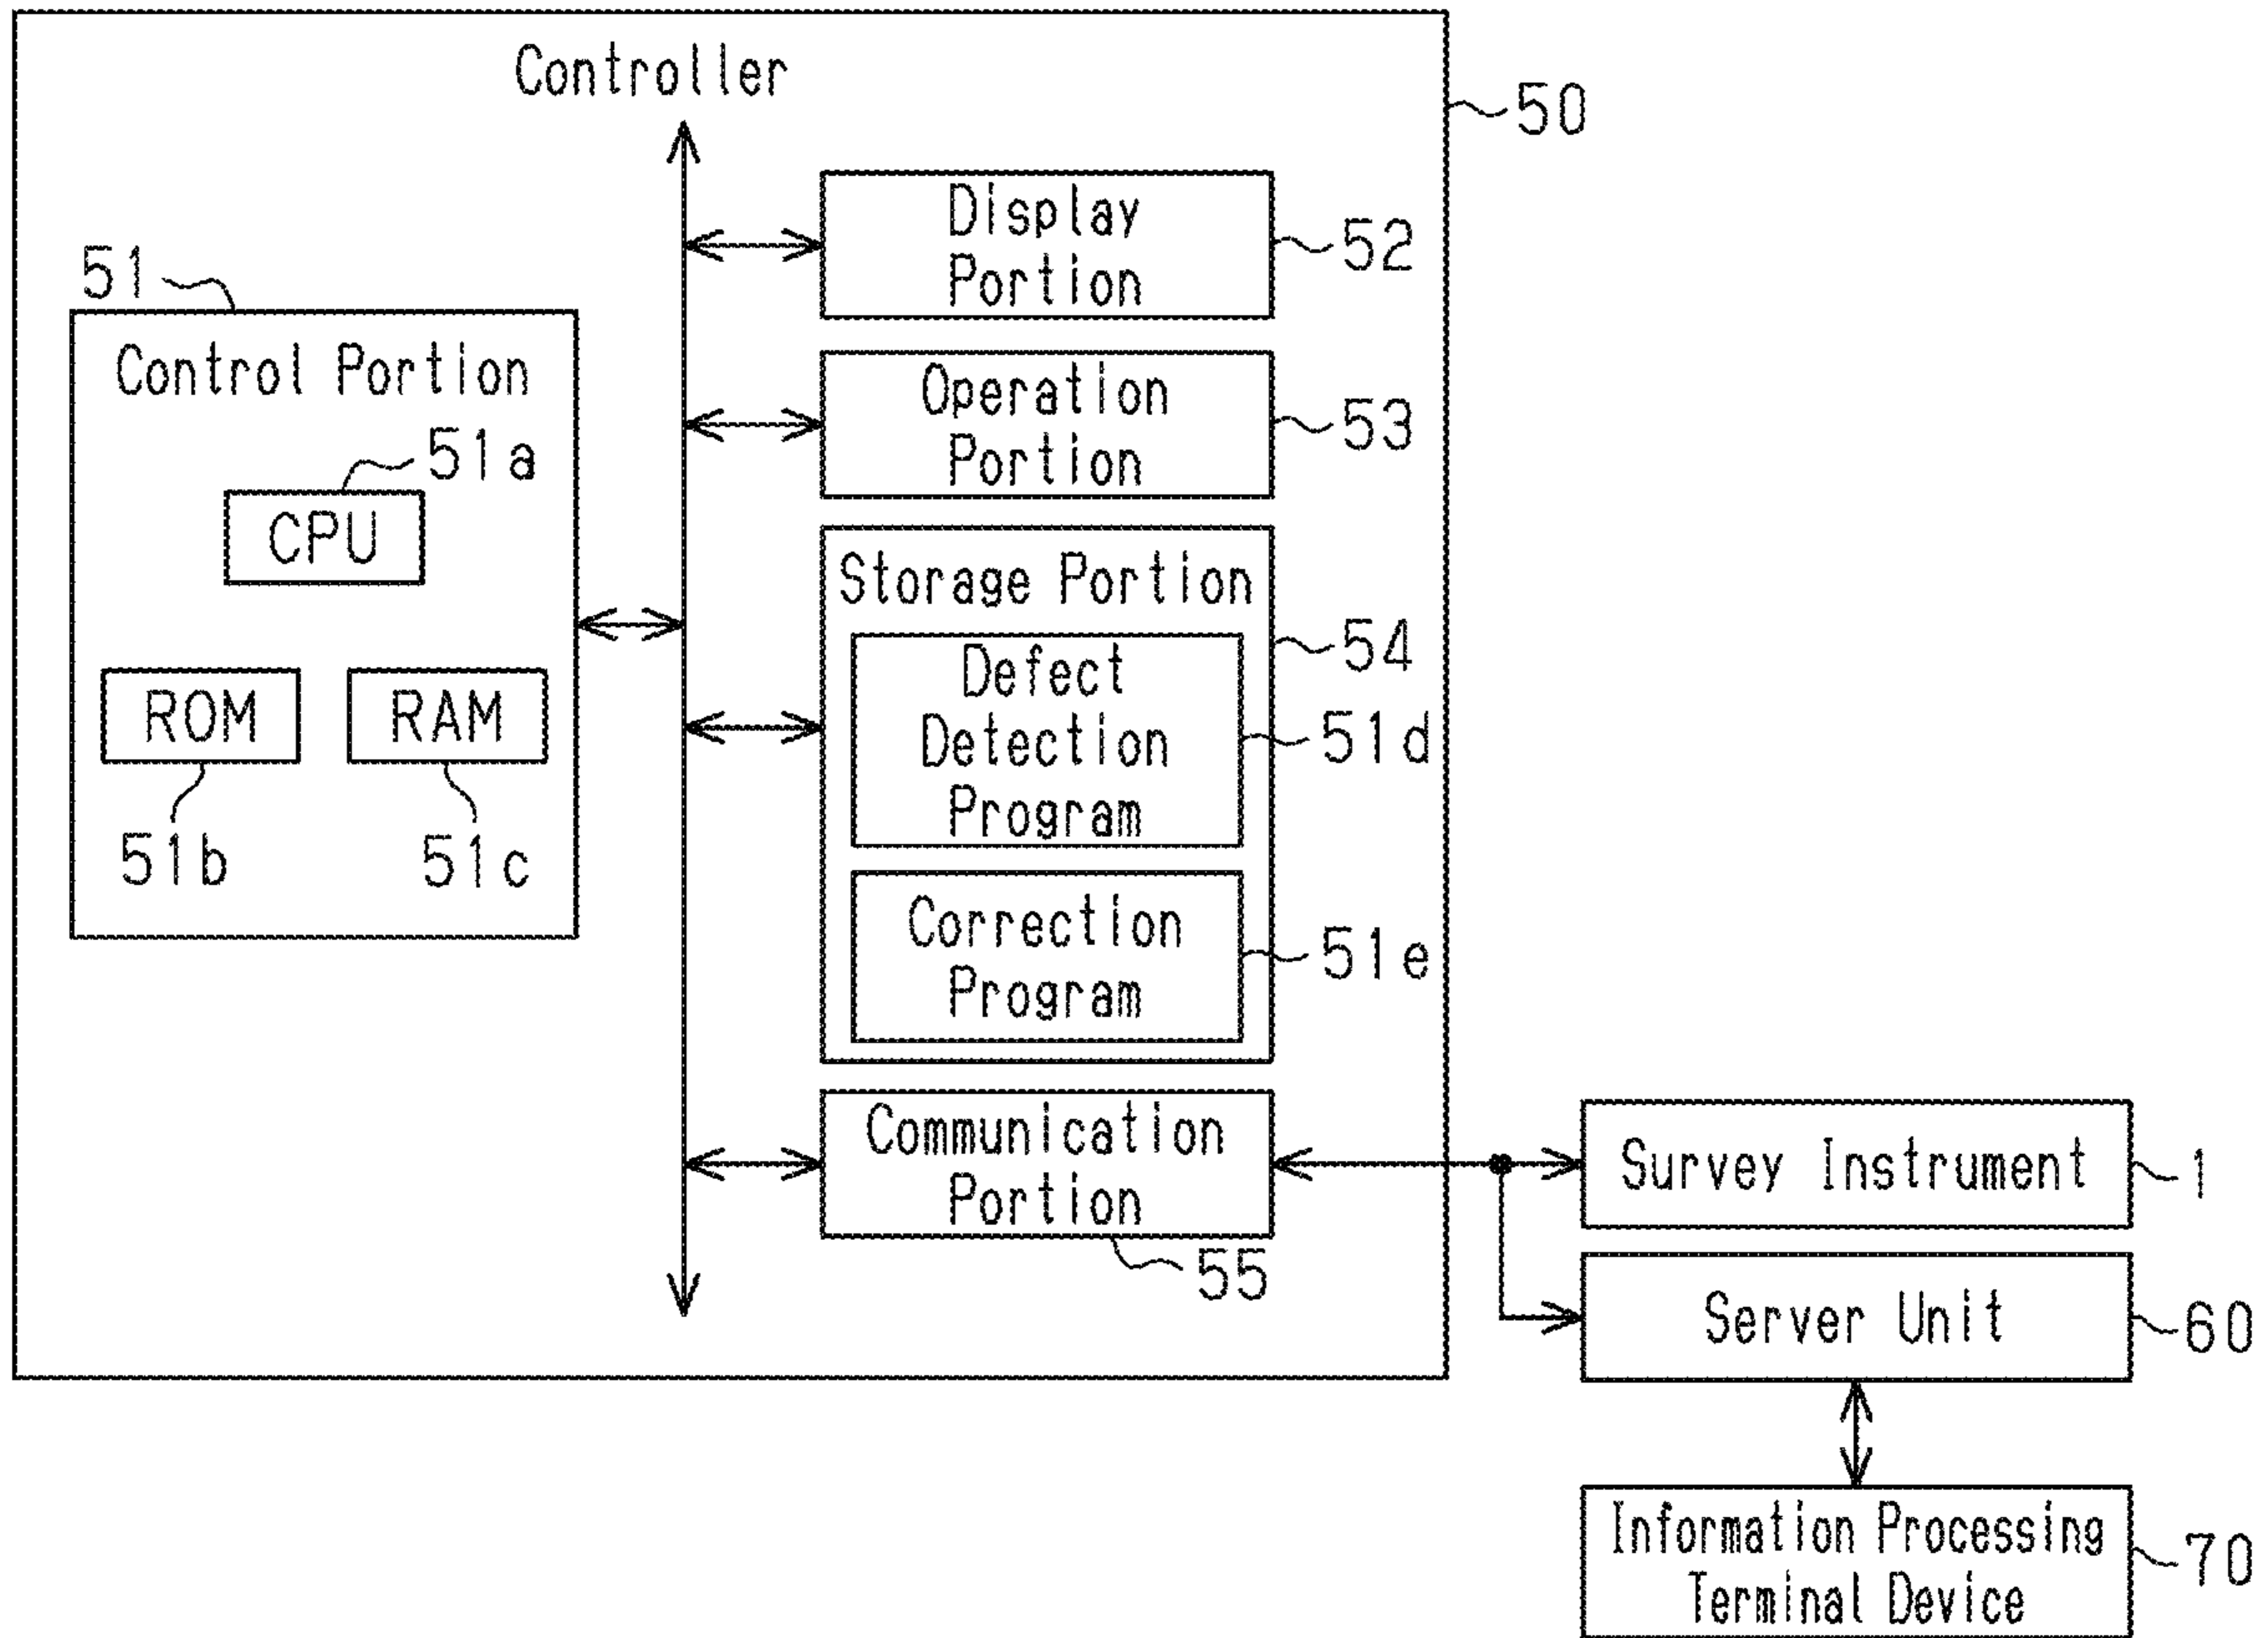 Controller
50
Display
Portion
52
51
Control Portion
51a
CPU
ROM
RAM
51b
51c
Operation
Portion
53
Storage Portion
54
Defect
Detection
Program
51d
Correction
Program
51e
Communication
Portion
55
Survey Instrument
1
Server Unit
60
Information Processing
Terminal Device
70